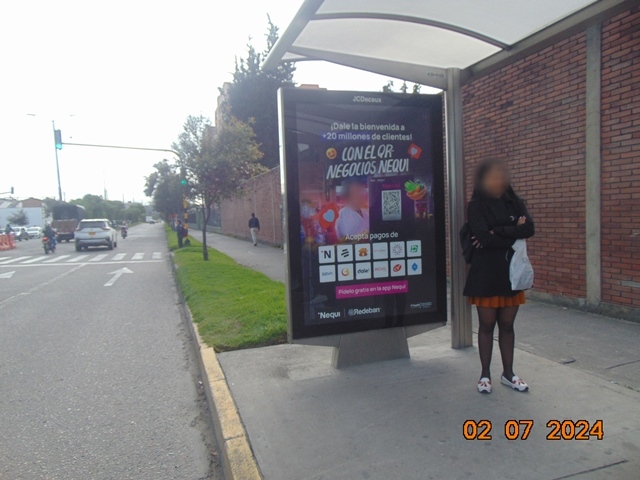 JCDecaux
¡Dale la bienvenida a
+20 millones de clientes!
CON EL QR
NEGOCIOS NEQUI
Acepta pagos de
Pídelo gratis en la app Nequi
Nequi | Redeban
02 07 2024